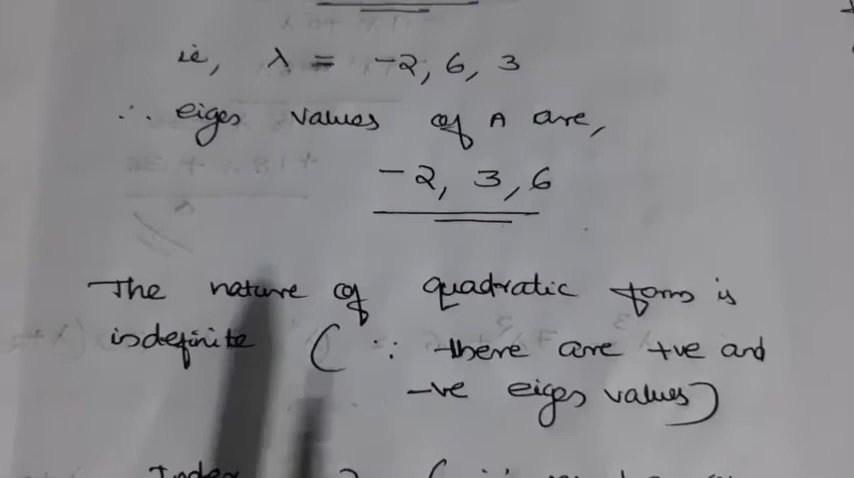 ie, λ = -2, 6, 3
∴ eigen values of A are,
-2, 3, 6
The nature of quadratic form is
indefinite (∵ there are +ve and
-ve eigen values)
Index